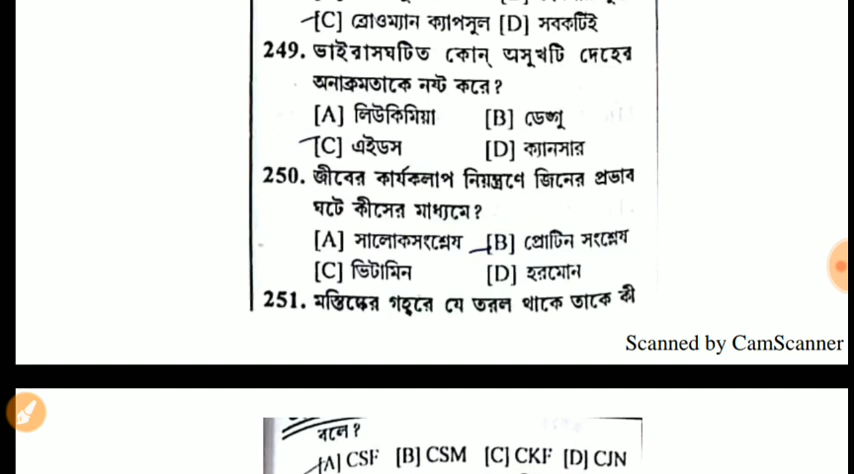 [C] বোওম্যান ক্যাপসূল [D] সবকটিই
249. ভাইরাসঘটিত কোন্ অসুখটি দেহের
অনাক্রমতাকে নষ্ট করে?
[A] লিউকিমিয়া [B] ডেঙ্গু
[C] এইডস [D] ক্যানসার
250. জীবের কার্যকলাপ নিয়ন্ত্রণে জিনের প্রভাব
ঘটে কীসের মাধ্যমে?
[A] সালোকসংশ্লেষ [B] প্রোটিন সংশ্লেষ
[C] ভিটামিন [D] হরমোন
251. মস্তিষ্কের গহ্বরে যে তরল থাকে তাকে কী
Scanned by CamScanner
বলে?
[A] CSF [B] CSM [C] CKF [D] CJN